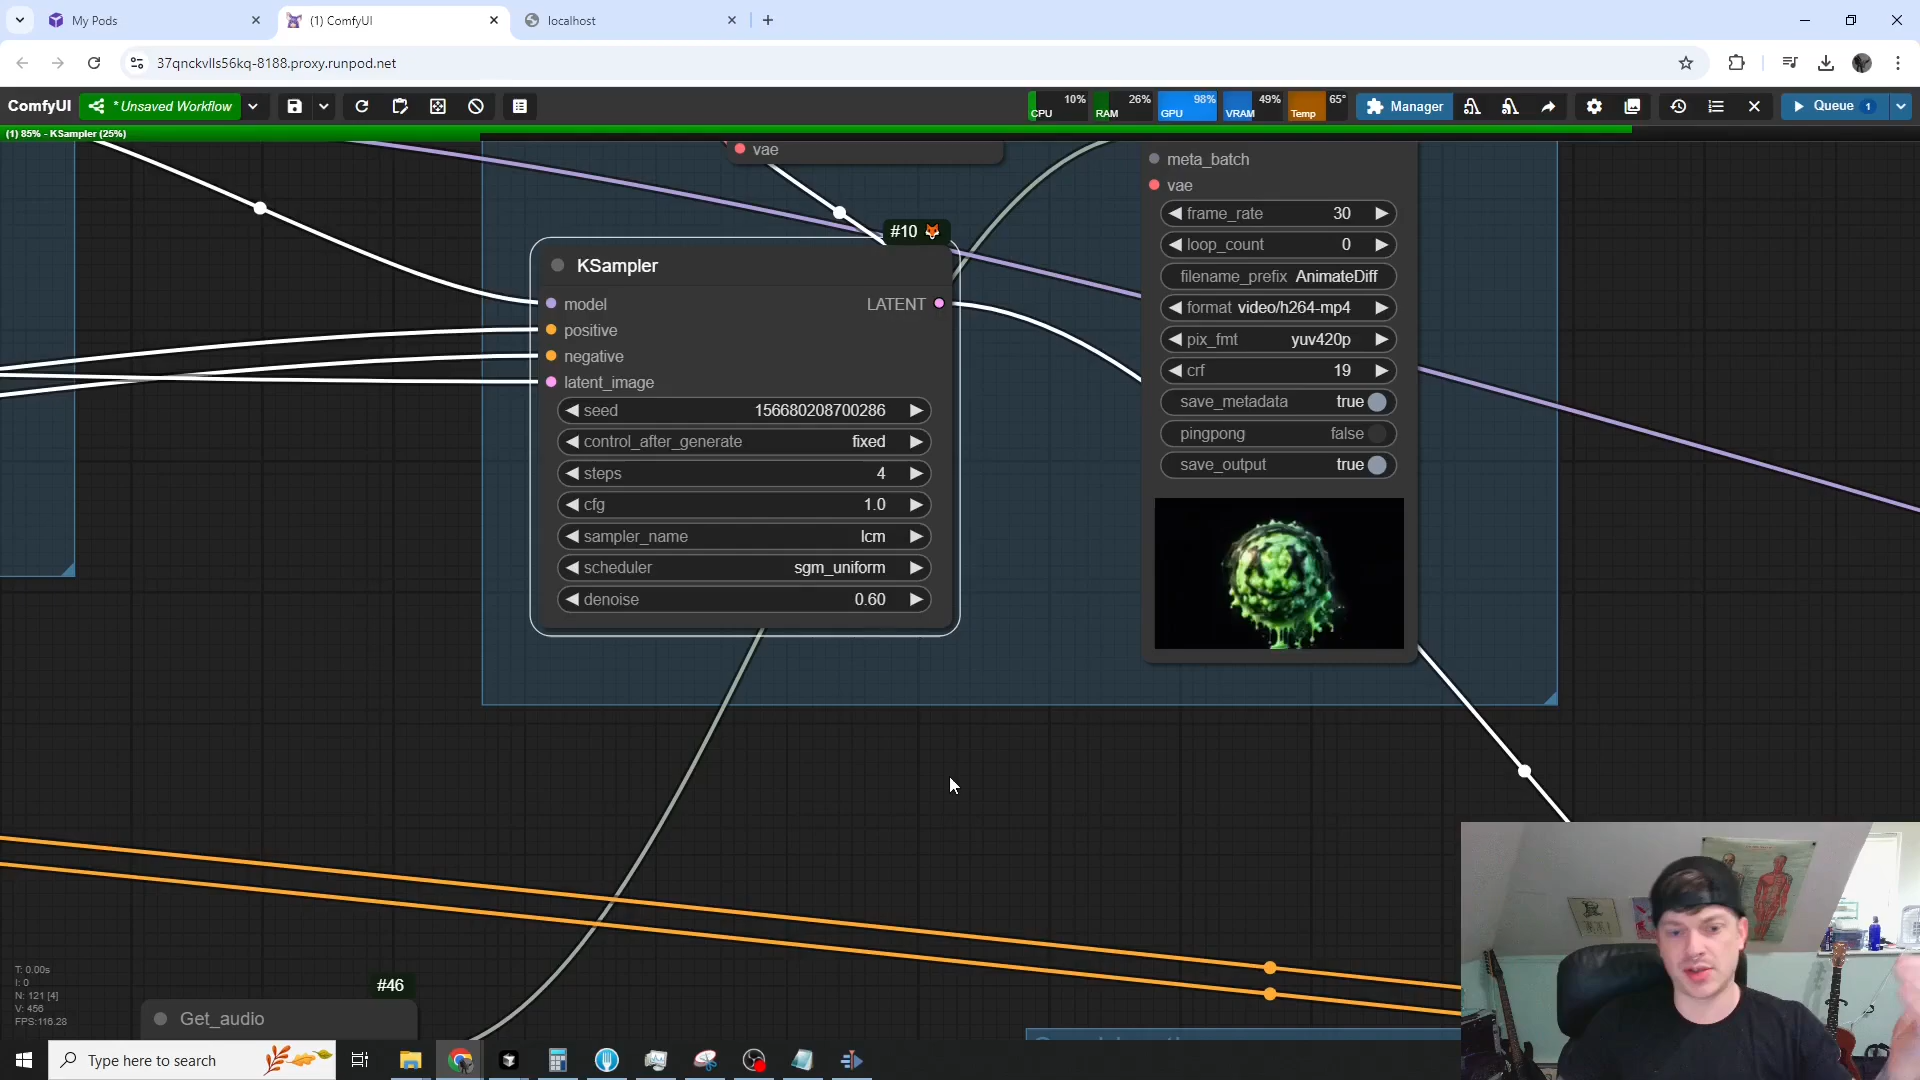 My Pods
(1) ComfyUI
localhost
37qnckvlls56kq-8188.proxy.runpod.net
ComfyUI
* Unsaved Workflow
CPU 10%
RAM 26%
GPU 98%
VRAM 49%
Temp 65°
Manager
Queue 1
(1) 85% - KSampler (25%)
vae
meta_batch
vae
frame_rate 30
loop_count 0
filename_prefix AnimateDiff
format video/h264-mp4
pix_fmt yuv420p
crf 19
save_metadata true
pingpong false
save_output true
#10
KSampler
model
LATENT
positive
negative
latent_image
seed 156680208700286
control_after_generate fixed
steps 4
cfg 1.0
sampler_name lcm
scheduler sgm_uniform
denoise 0.60
#46
Get_audio
T: 0.00s
I: 0
N: 121 [4]
V: 456
FPS:116.28
Type here to search